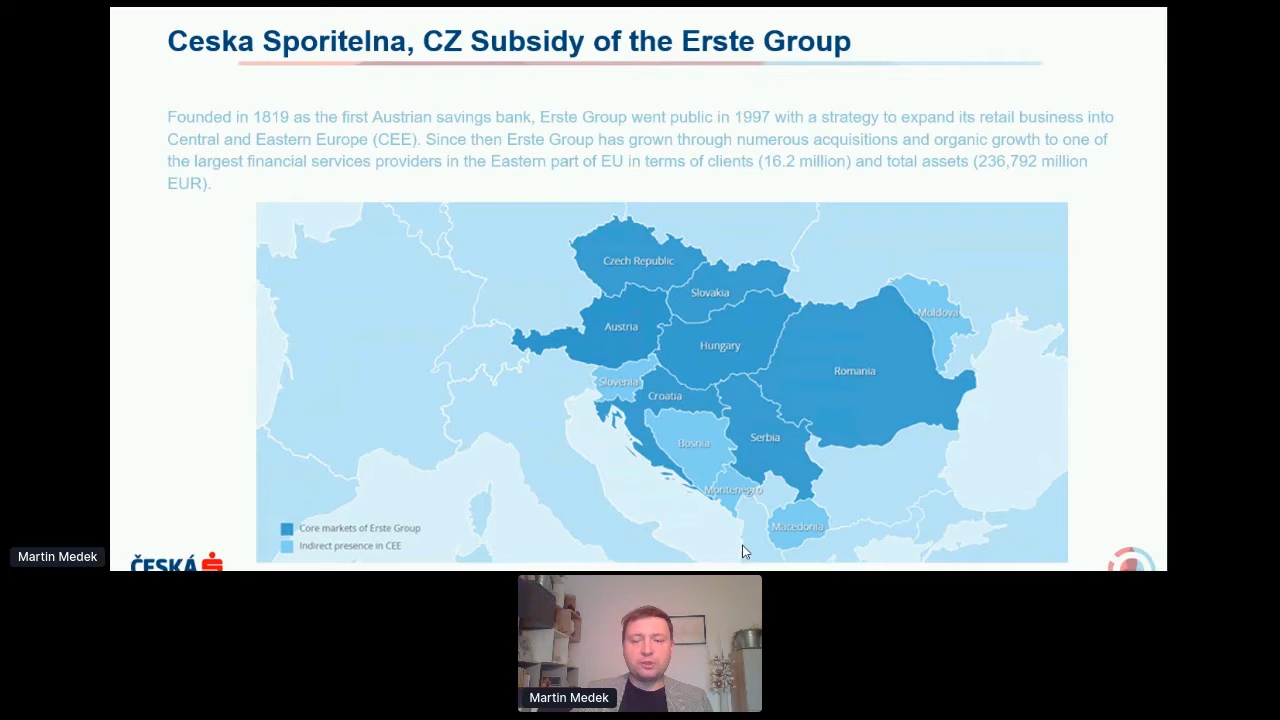 Ceska Sporitelna, CZ Subsidy of the Erste Group
Founded in 1819 as the first Austrian savings bank, Erste Group went public in 1997 with a strategy to expand its retail business into
Central and Eastern Europe (CEE). Since then Erste Group has grown through numerous acquisitions and organic growth to one of
the largest financial services providers in the Eastern part of EU in terms of clients (16.2 million) and total assets (236,792 million
EUR).
Czech Republic
Slovakia
Moldova
Austria
Hungary
Romania
Slovenia
Croatia
Serbia
Bosnia
Montenegro
Macedonia
Core markets of Erste Group
Indirect presence in CEE
Martin Medek
ČESKÁ
Martin Medek